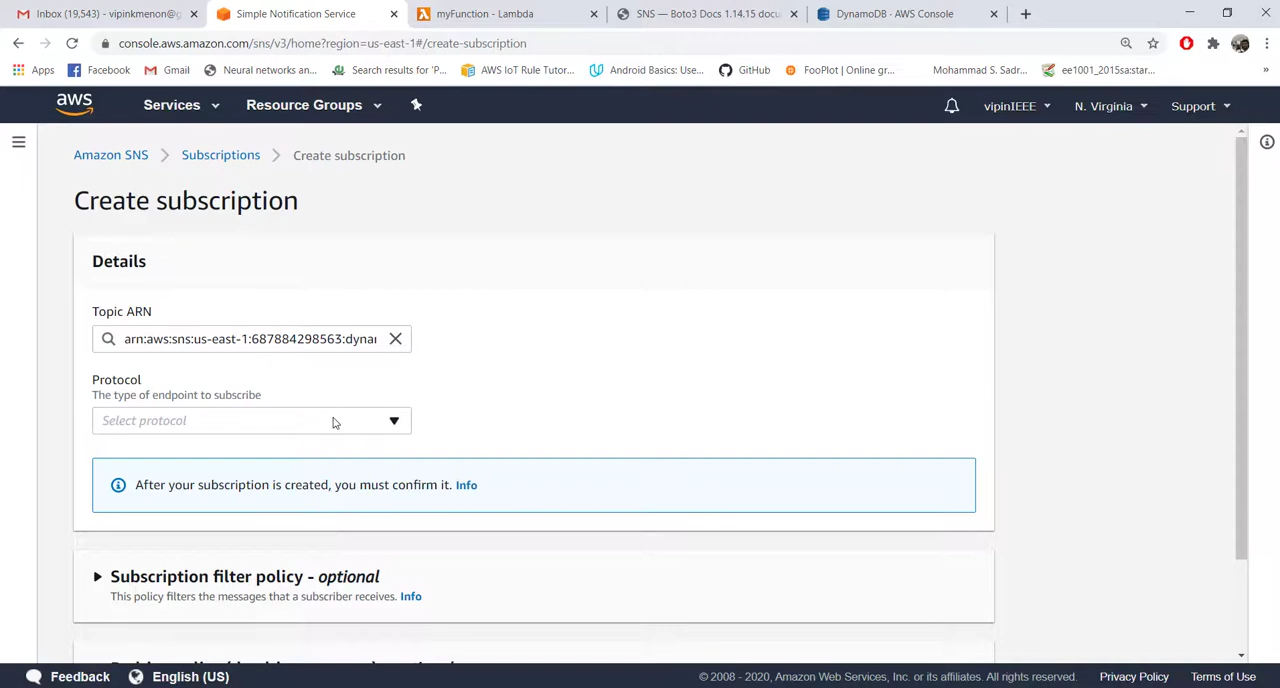 Inbox (19,543) - vipinkmenon@g
Simple Notification Service
myFunction - Lambda
SNS — Boto3 Docs 1.14.15 docu
DynamoDB · AWS Console
console.aws.amazon.com/sns/v3/home?region=us-east-1#/create-subscription
Apps
Facebook
Gmail
Neural networks an...
Search results for 'P...
AWS IoT Rule Tutor...
Android Basics: Use...
GitHub
FooPlot | Online gr...
Mohammad S. Sadr...
ee1001_2015sa:star...
aws
Services
Resource Groups
vipinIEEE
N. Virginia
Support
Amazon SNS
Subscriptions
Create subscription
Create subscription
Details
Topic ARN
arn:aws:sns:us-east-1:687884298563:dynai
Protocol
The type of endpoint to subscribe
Select protocol
After your subscription is created, you must confirm it. Info
Subscription filter policy - optional
This policy filters the messages that a subscriber receives. Info
Feedback
English (US)
© 2008 - 2020, Amazon Web Services, Inc. or its affiliates. All rights reserved.
Privacy Policy
Terms of Use